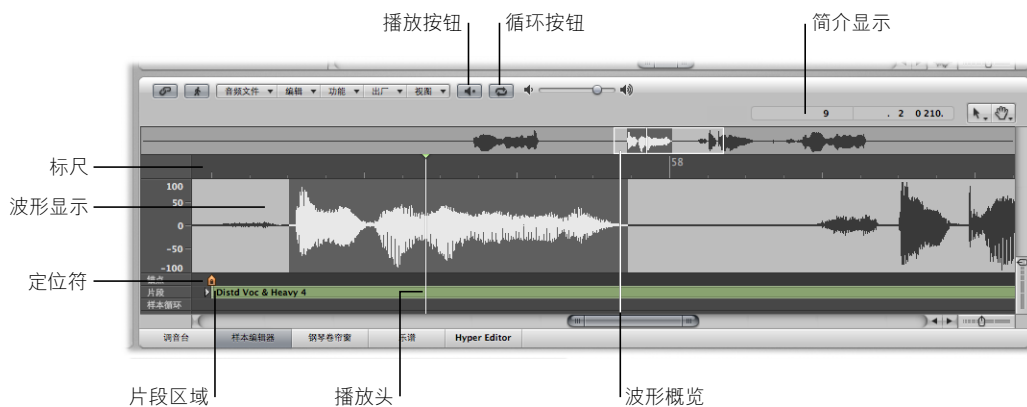 播放按钮 循环按钮 简介显示
音频文件 编辑 功能 出厂 视图
9 . 2 0 210.
标尺
58
波形显示
100
50
0
-50
-100
定位符
锚点
片段 Distd Voc & Heavy 4
样本循环
调音台 样本编辑器 钢琴卷帘窗 乐谱 Hyper Editor
片段区域 播放头 波形概览